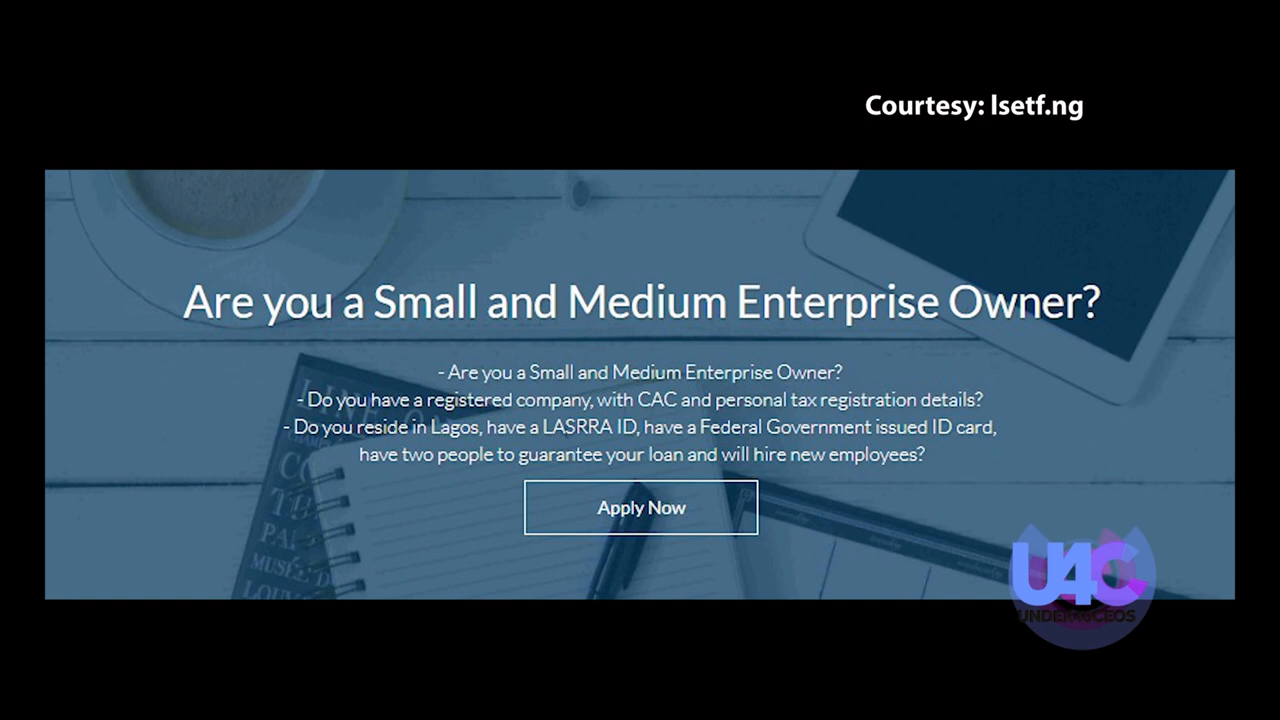 Courtesy: lsetf.ng
Are you a Small and Medium Enterprise Owner?
- Are you a Small and Medium Enterprise Owner?
- Do you have a registered company, with CAC and personal tax registration details?
- Do you reside in Lagos, have a LASRRA ID, have a Federal Government issued ID card,
have two people to guarantee your loan and will hire new employees?
Apply Now
U4C
UNDER40CEOS